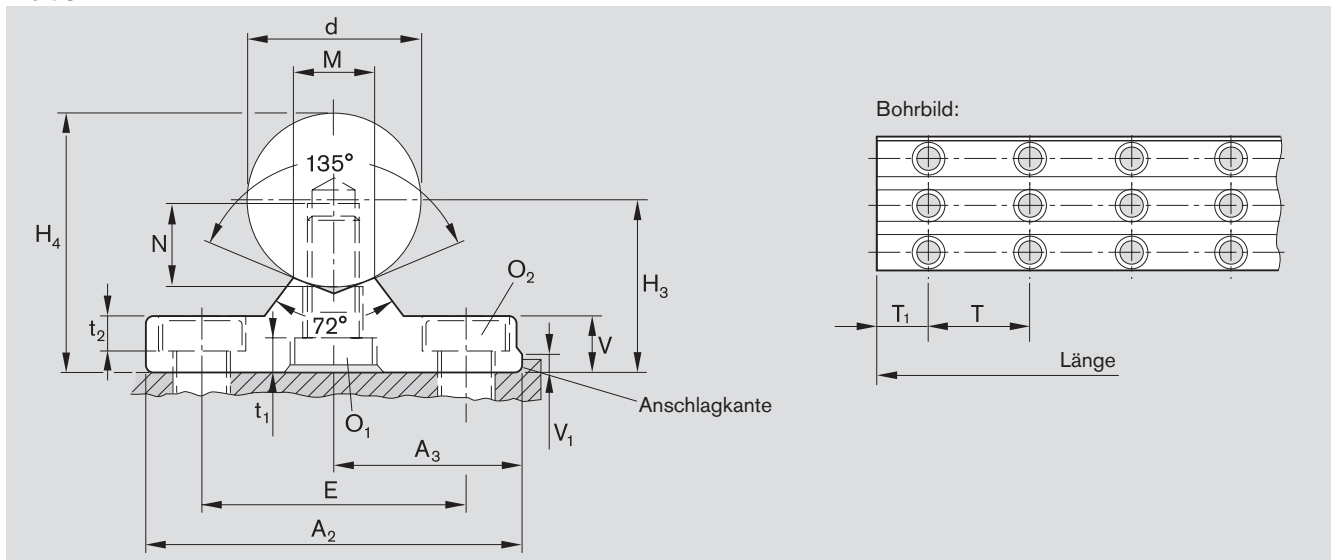 d
M
Bohrbild:
135°
H₄
N
H₃
O₂
t₂
72°
V
T₁
T
Länge
t₁
O₁
Anschlagkante
V₁
A₃
E
A₂